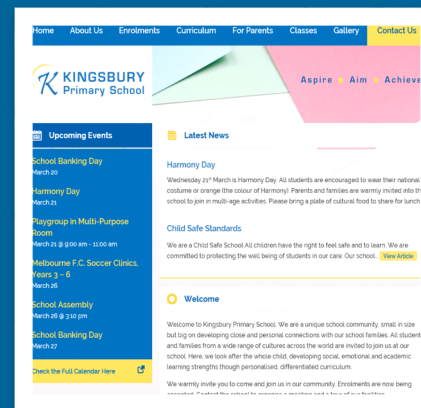 Home About Us Enrolments Curriculum For Parents Classes Gallery Contact Us
KINGSBURY
Primary School
Aspire Aim Achieve
Upcoming Events
School Banking Day
March 20
Harmony Day
March 21
Playgroup in Multi-Purpose
Room
March 21 @ 9:00 am - 11:00 am
Melbourne F.C. Soccer Clinics,
Years 3 – 6
March 26
School Assembly
March 26 @ 3:10 pm
School Banking Day
March 27
Check the Full Calendar Here
Latest News
Harmony Day
Wednesday 21st March is Harmony Day. All students are encouraged to wear their national
costume or orange (the colour of Harmony). Parents and families are warmly invited into th
school to join in multi-age activities. Please bring a plate of cultural food to share for lunch
Child Safe Standards
We are a Child Safe School All children have the right to feel safe and to learn. We are
committed to protecting the well being of students in our care. Our school... View Article
Welcome
Welcome to Kingsbury Primary School. We are a unique school community, small in size
but big on developing close and personal connections with our school families. All student
and families from a wide range of cultures across the world are invited to join us at our
school. Here, we look after the whole child, developing social, emotional and academic
learning strengths though personalised, differentiated curriculum.
We warmly invite you to come and join us in our community. Enrolments are now being